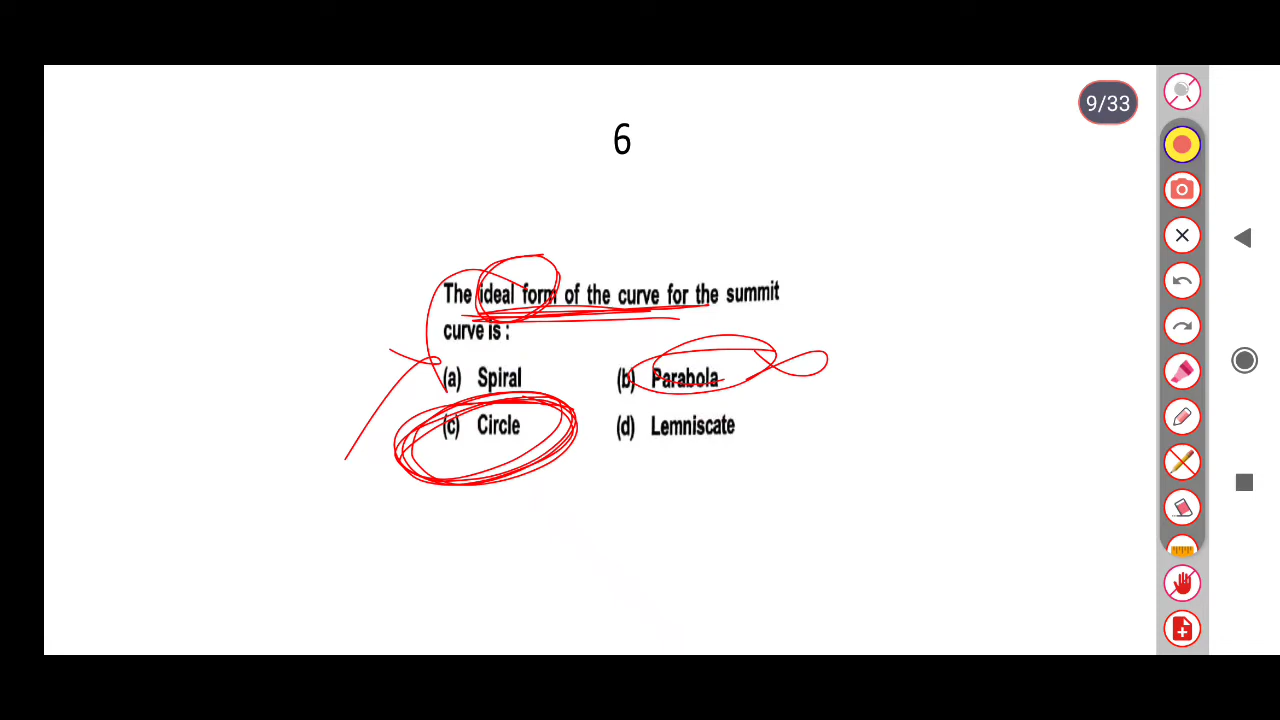 9/33
6
The ideal form of the curve for the summit
curve is :
(a) Spiral (b) Parabola
(c) Circle (d) Lemniscate